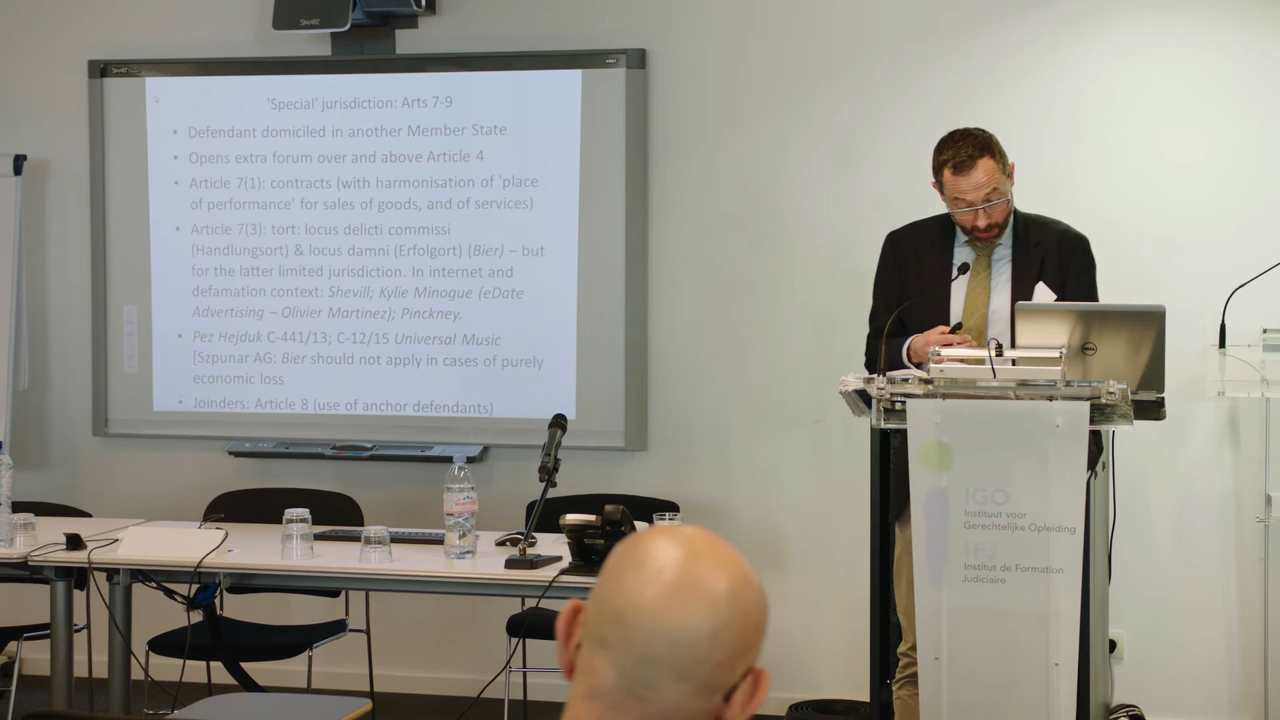 SMART
SMART
'Special' jurisdiction: Arts 7-9
• Defendant domiciled in another Member State
• Opens extra forum over and above Article 4
• Article 7(1): contracts (with harmonisation of 'place
of performance' for sales of goods, and of services)
• Article 7(3): tort: locus delicti commissi
(Handlungsort) & locus damni (Erfolgort) (Bier) – but
for the latter limited jurisdiction. In internet and
defamation context: Shevill; Kylie Minogue (eDate
Advertising – Olivier Martinez); Pinckney.
• Pez Hejduk C-441/13; C-12/15 Universal Music
[Szpunar AG: Bier should not apply in cases of purely
economic loss
• Joinders: Article 8 (use of anchor defendants)
DELL
IGO
Instituut voor
Gerechtelijke Opleiding
IFJ
Institut de Formation
Judiciaire